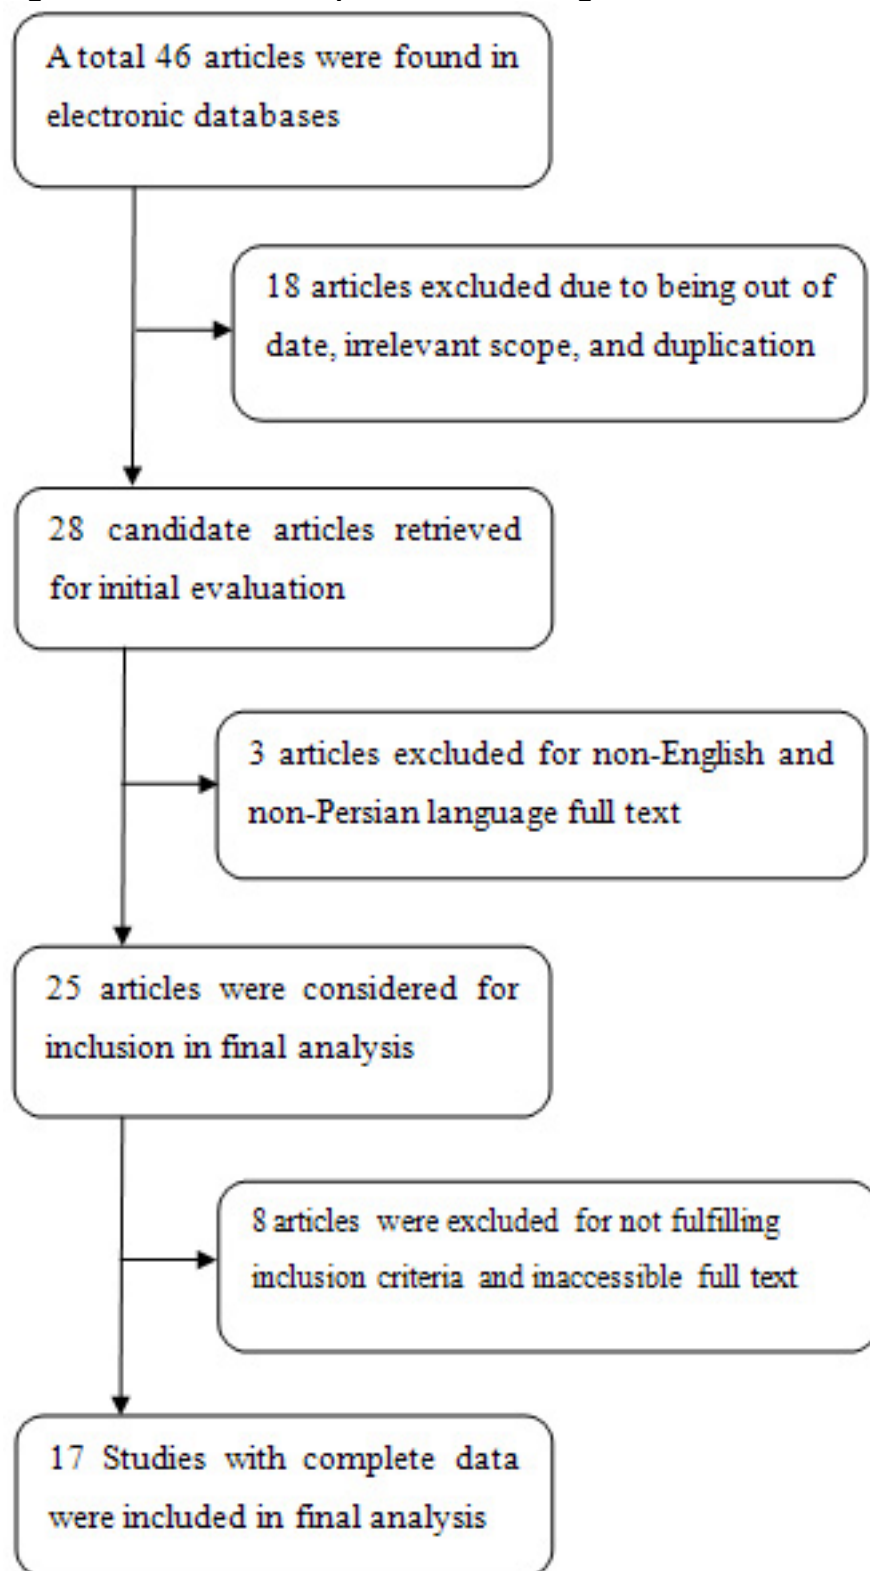 A total 46 articles were found in
electronic databases
18 articles excluded due to being out of
date, irrelevant scope, and duplication
28 candidate articles retrieved
for initial evaluation
3 articles excluded for non-English and
non-Persian language full text
25 articles were considered for
inclusion in final analysis
8 articles were excluded for not fulfilling
inclusion criteria and inaccessible full text
17 Studies with complete data
were included in final analysis